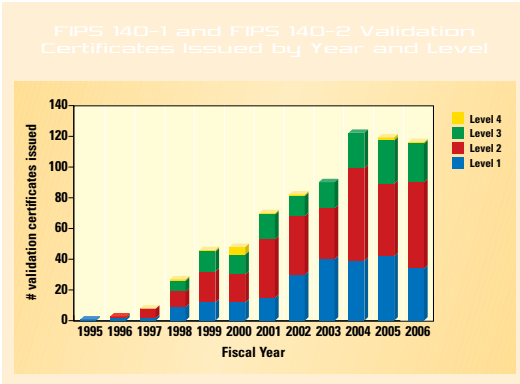 FIPS 140-1 and FIPS 140-2 Validation
Certificates Issued by Year and Level
# validation certificates issued
140
120
100
80
60
40
20
0
1995 1996 1997 1998 1999 2000 2001 2002 2003 2004 2005 2006
Fiscal Year
Level 4
Level 3
Level 2
Level 1